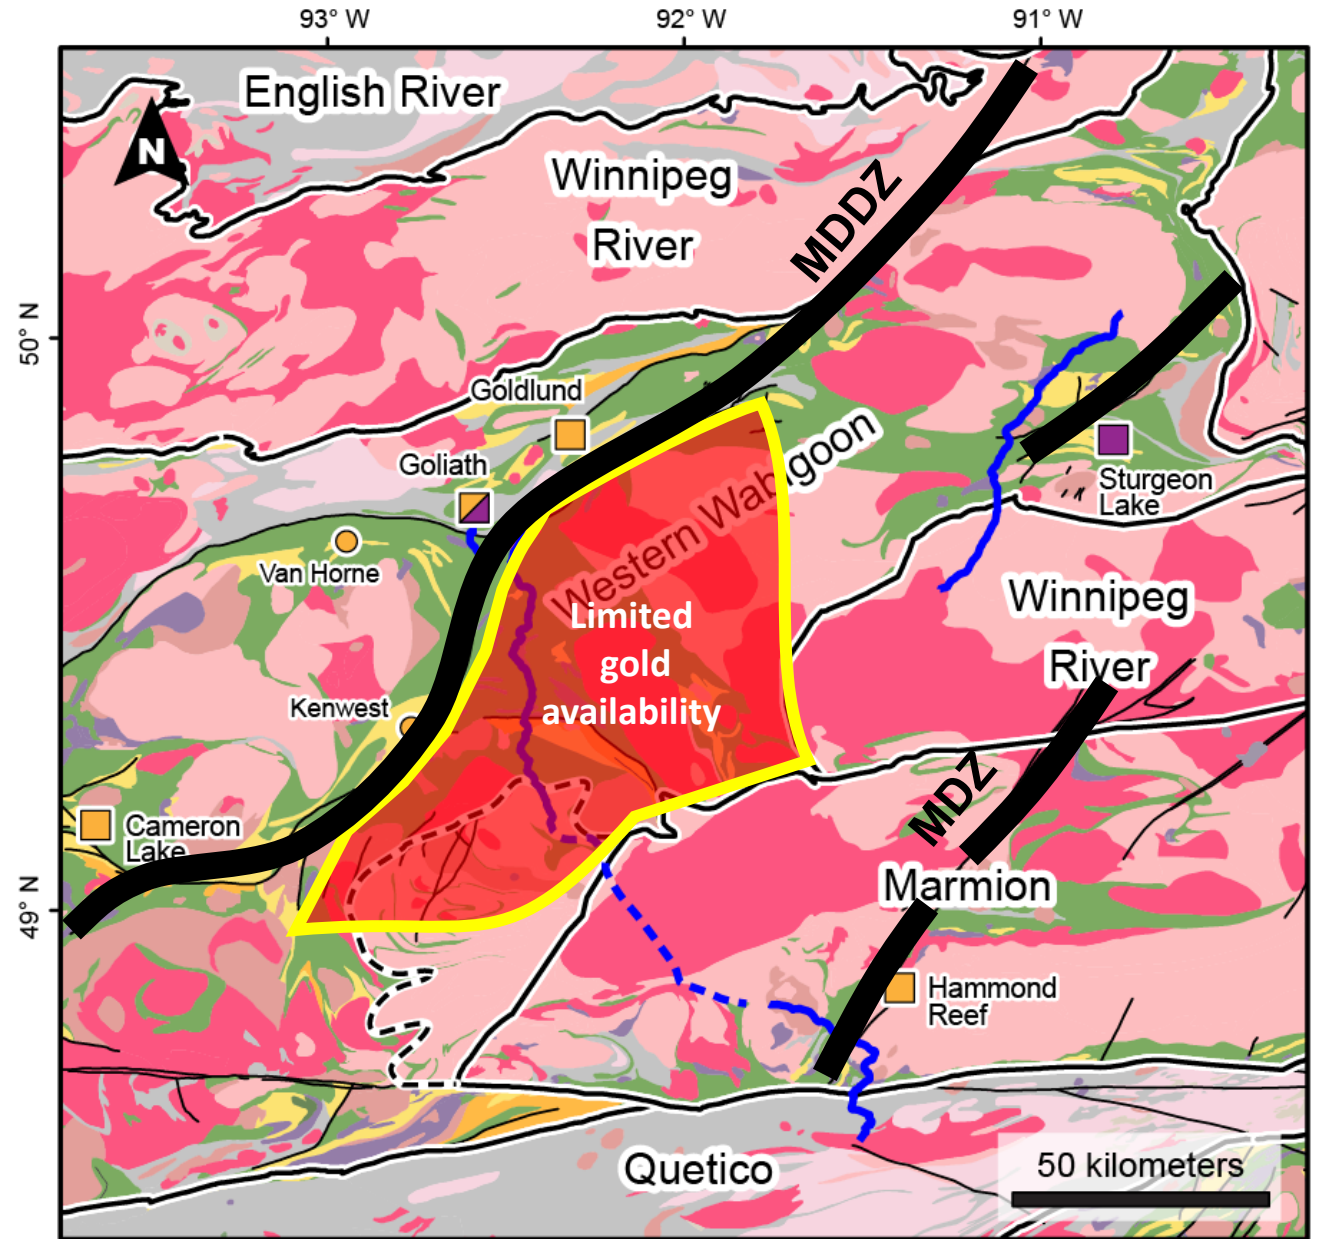 93° W
92° W
91° W
English River
N
Winnipeg
River
MDDZ
50° N
Goldlund
Goliath
Western Wabigoon
Sturgeon
Lake
Van Horne
Limited
gold
availability
Winnipeg
River
Kenwest
MDZ
Cameron
Lake
Marmion
49° N
Hammond
Reef
Quetico
50 kilometers